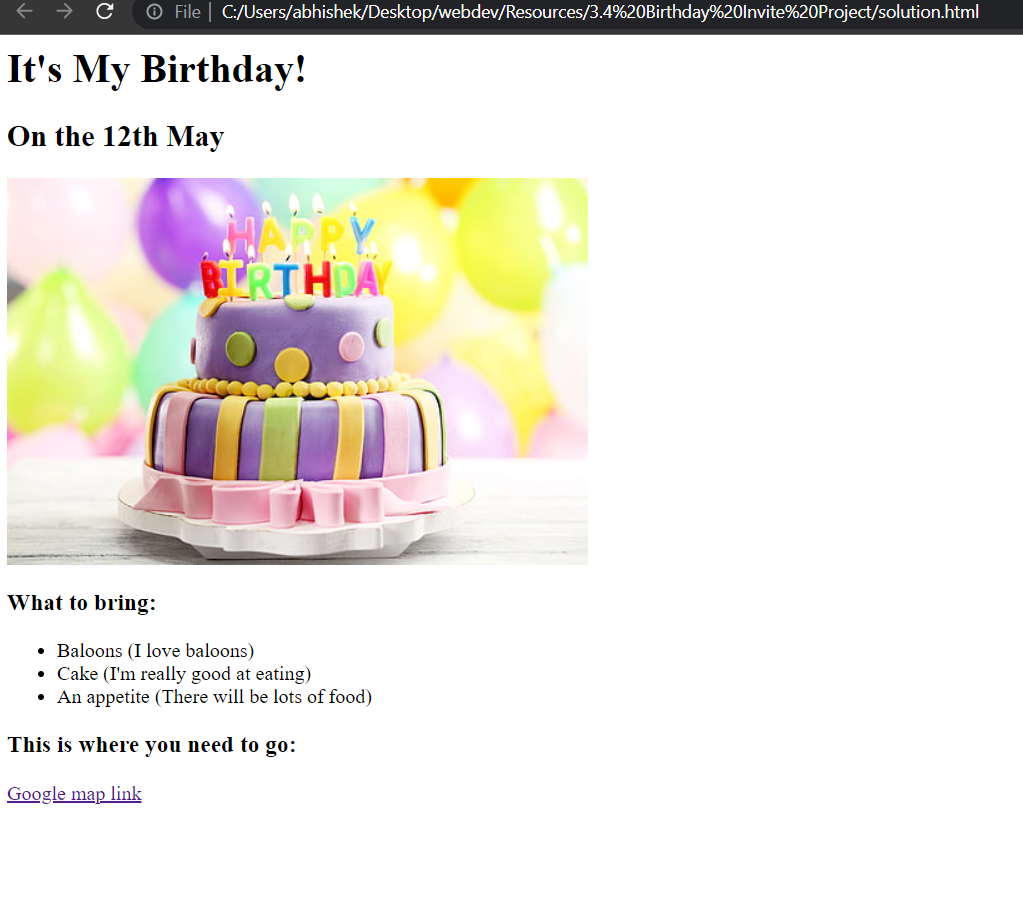 File | C:/Users/abhishek/Desktop/webdev/Resources/3.4%20Birthday%20Invite%20Project/solution.html
It's My Birthday!
On the 12th May
HAPPY
BIRTHDAY
What to bring:
• Baloons (I love baloons)
• Cake (I'm really good at eating)
• An appetite (There will be lots of food)
This is where you need to go:
Google map link